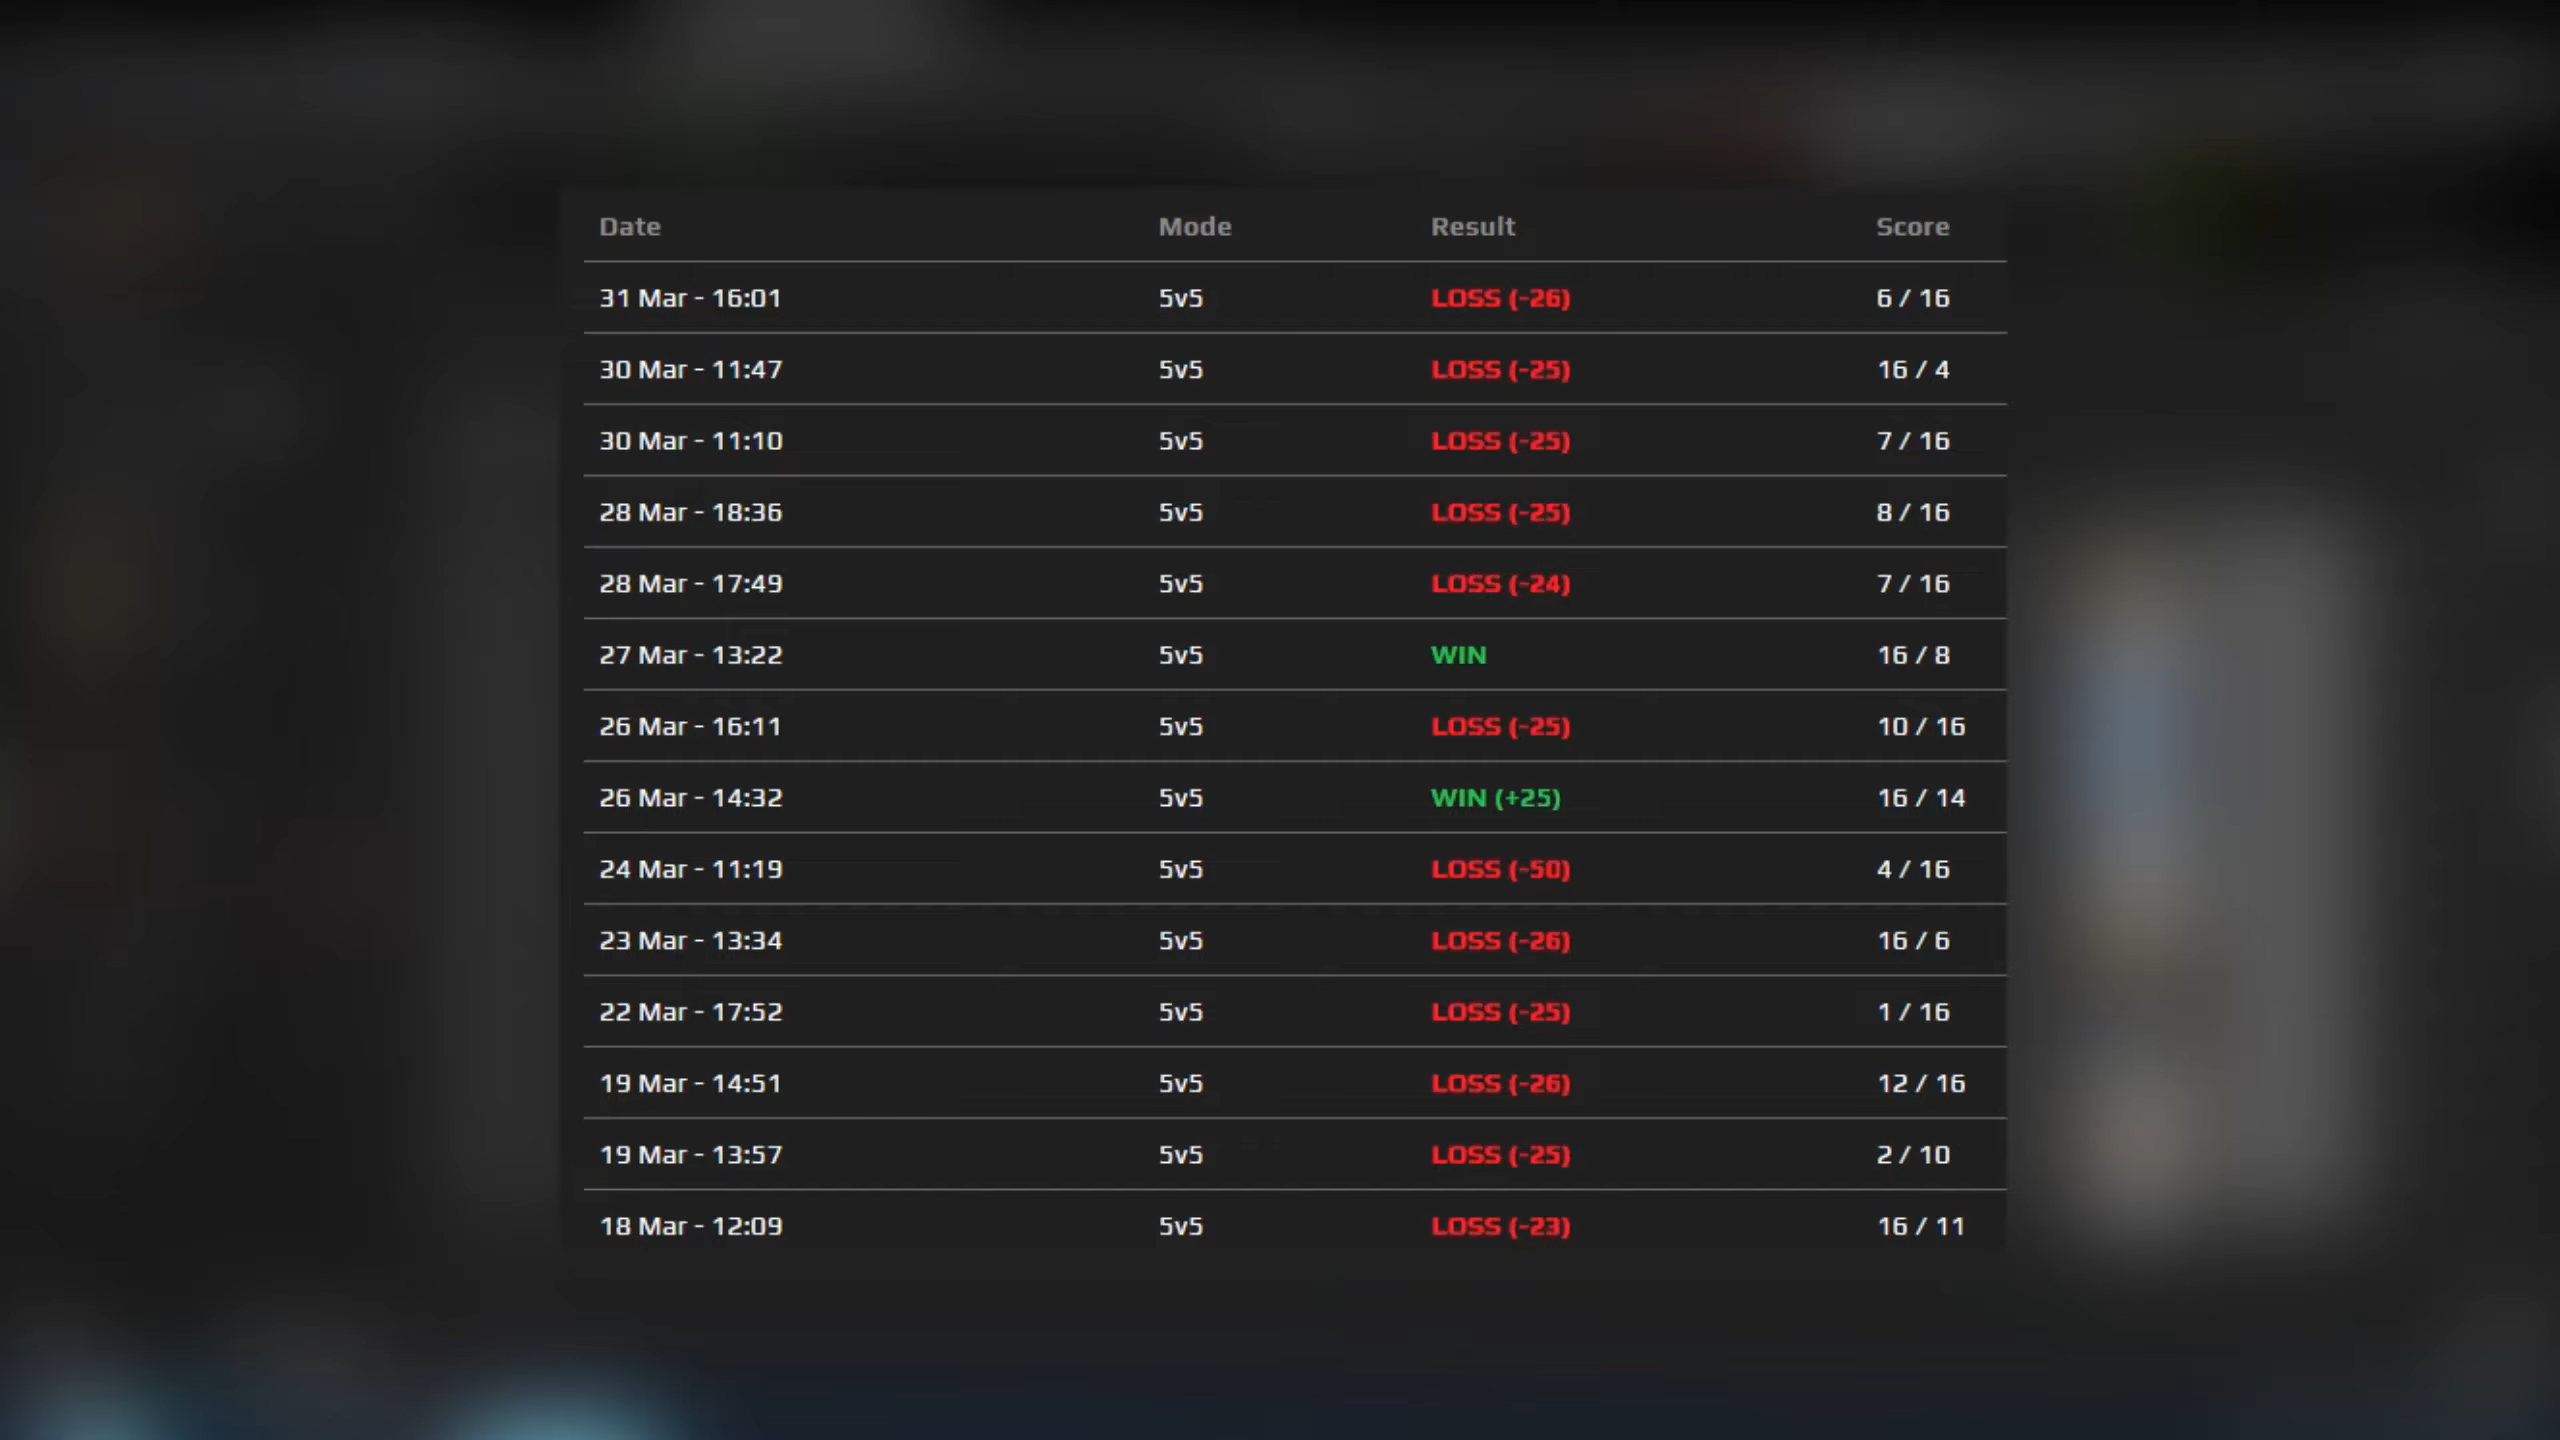 Date Mode Result Score
31 Mar - 16:01 5v5 LOSS (-26) 6 / 16
30 Mar - 11:47 5v5 LOSS (-25) 16 / 4
30 Mar - 11:10 5v5 LOSS (-25) 7 / 16
28 Mar - 18:36 5v5 LOSS (-25) 8 / 16
28 Mar - 17:49 5v5 LOSS (-24) 7 / 16
27 Mar - 13:22 5v5 WIN 16 / 8
26 Mar - 16:11 5v5 LOSS (-25) 10 / 16
26 Mar - 14:32 5v5 WIN (+25) 16 / 14
24 Mar - 11:19 5v5 LOSS (-50) 4 / 16
23 Mar - 13:34 5v5 LOSS (-26) 16 / 6
22 Mar - 17:52 5v5 LOSS (-25) 1 / 16
19 Mar - 14:51 5v5 LOSS (-26) 12 / 16
19 Mar - 13:57 5v5 LOSS (-25) 2 / 10
18 Mar - 12:09 5v5 LOSS (-23) 16 / 11